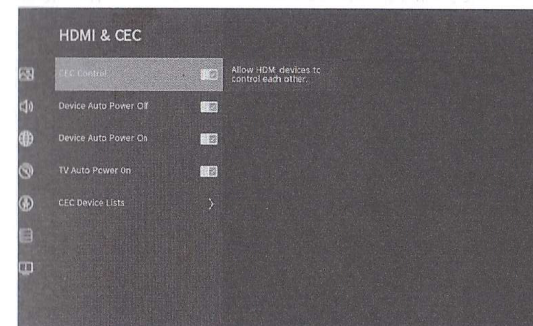 HDMI & CEC
CEC Control
Allow HDMI devices to
control each other.
Device Auto Power Off
Device Auto Power On
TV Auto Power On
CEC Device Lists